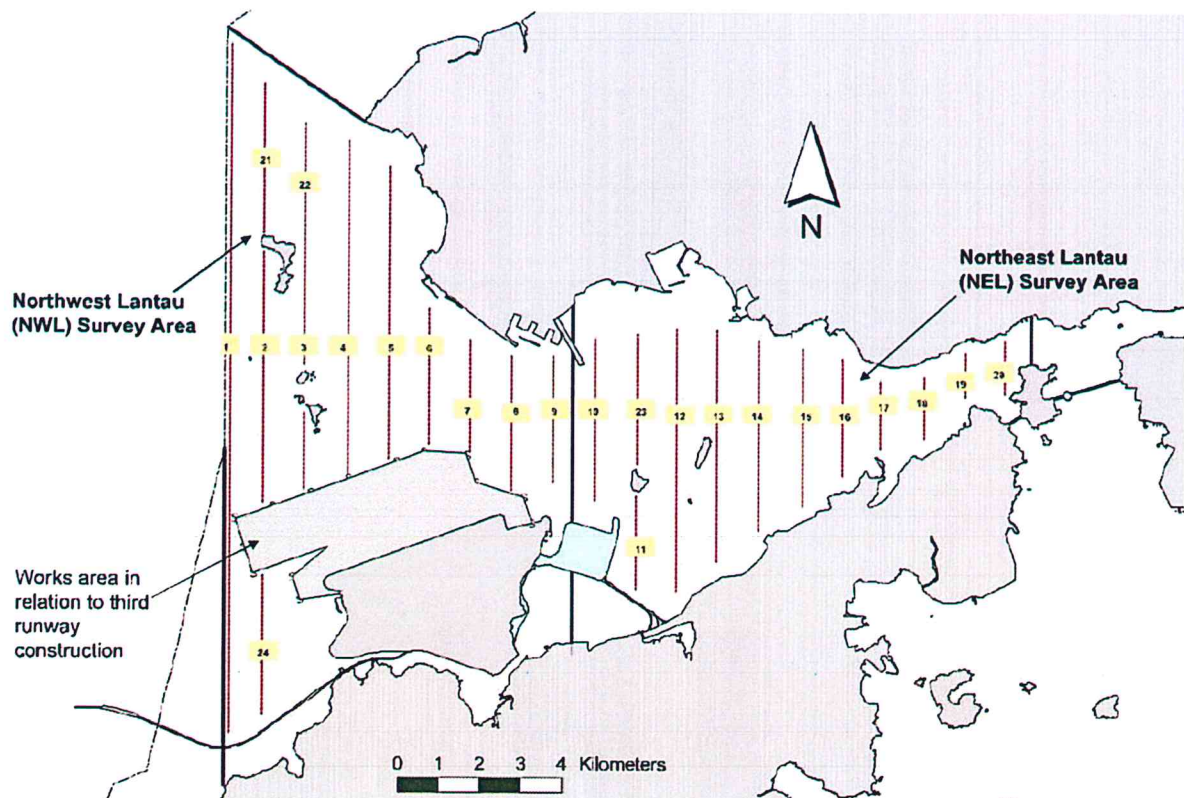 21
22
N
Northwest Lantau
(NWL) Survey Area
Northeast Lantau
(NEL) Survey Area
1 2 3 4 5 6
7 8 9 10 23 12 13 14 15 16 17 18 19 20
11
Works area in
relation to third
runway
construction
24
0 1 2 3 4 Kilometers